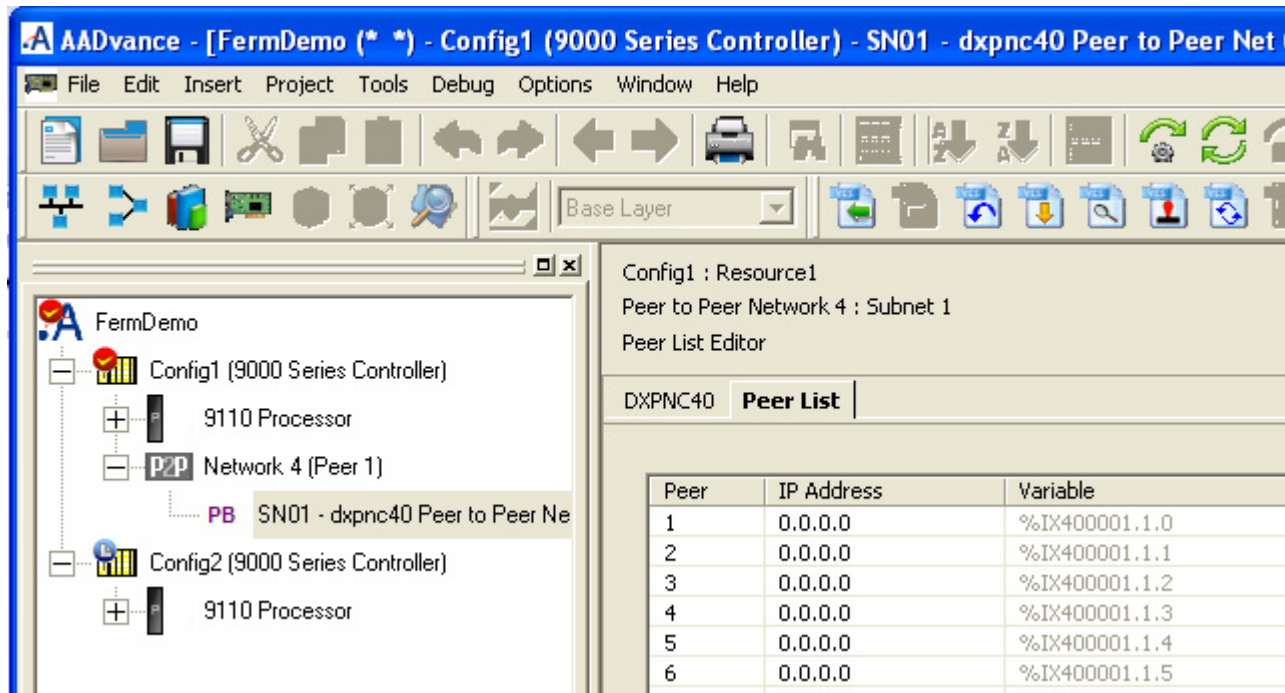 AADvance - [FermDemo (* *) - Config1 (9000 Series Controller) - SN01 - dxpnc40 Peer to Peer Net
File Edit Insert Project Tools Debug Options Window Help
Base Layer
FermDemo
Config1 (9000 Series Controller)
9110 Processor
P2P Network 4 (Peer 1)
PB SN01 - dxpnc40 Peer to Peer Ne
Config2 (9000 Series Controller)
9110 Processor
Config1 : Resource1
Peer to Peer Network 4 : Subnet 1
Peer List Editor
DXPNC40 Peer List
Peer IP Address Variable
1 0.0.0.0 %IX400001.1.0
2 0.0.0.0 %IX400001.1.1
3 0.0.0.0 %IX400001.1.2
4 0.0.0.0 %IX400001.1.3
5 0.0.0.0 %IX400001.1.4
6 0.0.0.0 %IX400001.1.5